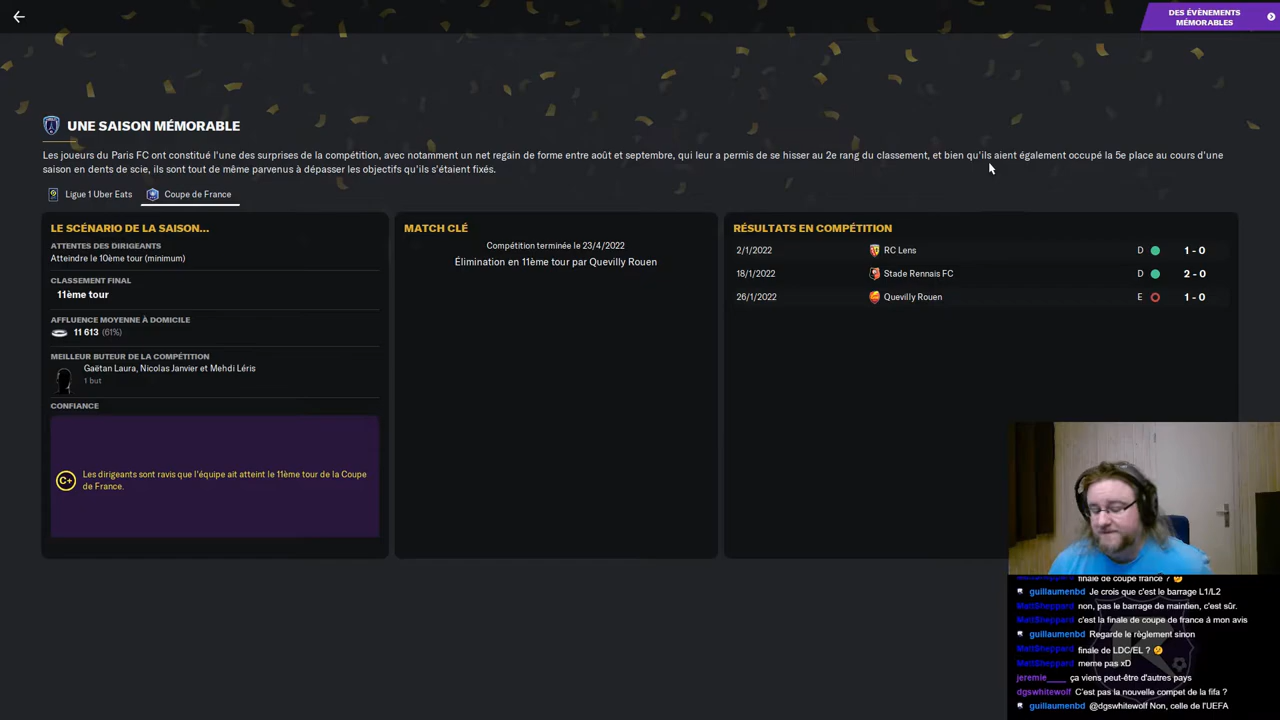 DES ÉVÈNEMENTS
MÉMORABLES
UNE SAISON MÉMORABLE
Les joueurs du Paris FC ont constitué l'une des surprises de la compétition, avec notamment un net regain de forme entre août et septembre, qui leur a permis de se hisser au 2e rang du classement, et bien qu'ils aient également occupé la 5e place au cours d'une
saison en dents de scie, ils sont tout de même parvenus à dépasser les objectifs qu'ils s'étaient fixés.
Ligue 1 Uber Eats
Coupe de France
LE SCÉNARIO DE LA SAISON...
ATTENTES DES DIRIGEANTS
Atteindre le 10ème tour (minimum)
CLASSEMENT FINAL
11ème tour
AFFLUENCE MOYENNE À DOMICILE
11 613 (61%)
MEILLEUR BUTEUR DE LA COMPÉTITION
Gaëtan Laura, Nicolas Janvier et Mehdi Léris
1 but
CONFIANCE
C+
Les dirigeants sont ravis que l'équipe ait atteint le 11ème tour de la Coupe
de France.
MATCH CLÉ
Compétition terminée le 23/4/2022
Élimination en 11ème tour par Quevilly Rouen
RÉSULTATS EN COMPÉTITION
2/1/2022 RC Lens D 1 - 0
18/1/2022 Stade Rennais FC D 2 - 0
26/1/2022 Quevilly Rouen E 1 - 0
MattSheppard finale de coupe france ?
guillaumenbd Je crois que c'est le barrage L1/L2
MattSheppard non, pas le barrage de maintien, c'est sûr.
MattSheppard c'est la finale de coupe de france à mon avis
guillaumenbd Regarde le règlement sinon
MattSheppard finale de LDC/EL ?
MattSheppard meme pas xD
jeremie____ ça viens peut-être d'autres pays
dgswhitewolf C'est pas la nouvelle compet de la fifa ?
guillaumenbd @dgswhitewolf Non, celle de l'UEFA